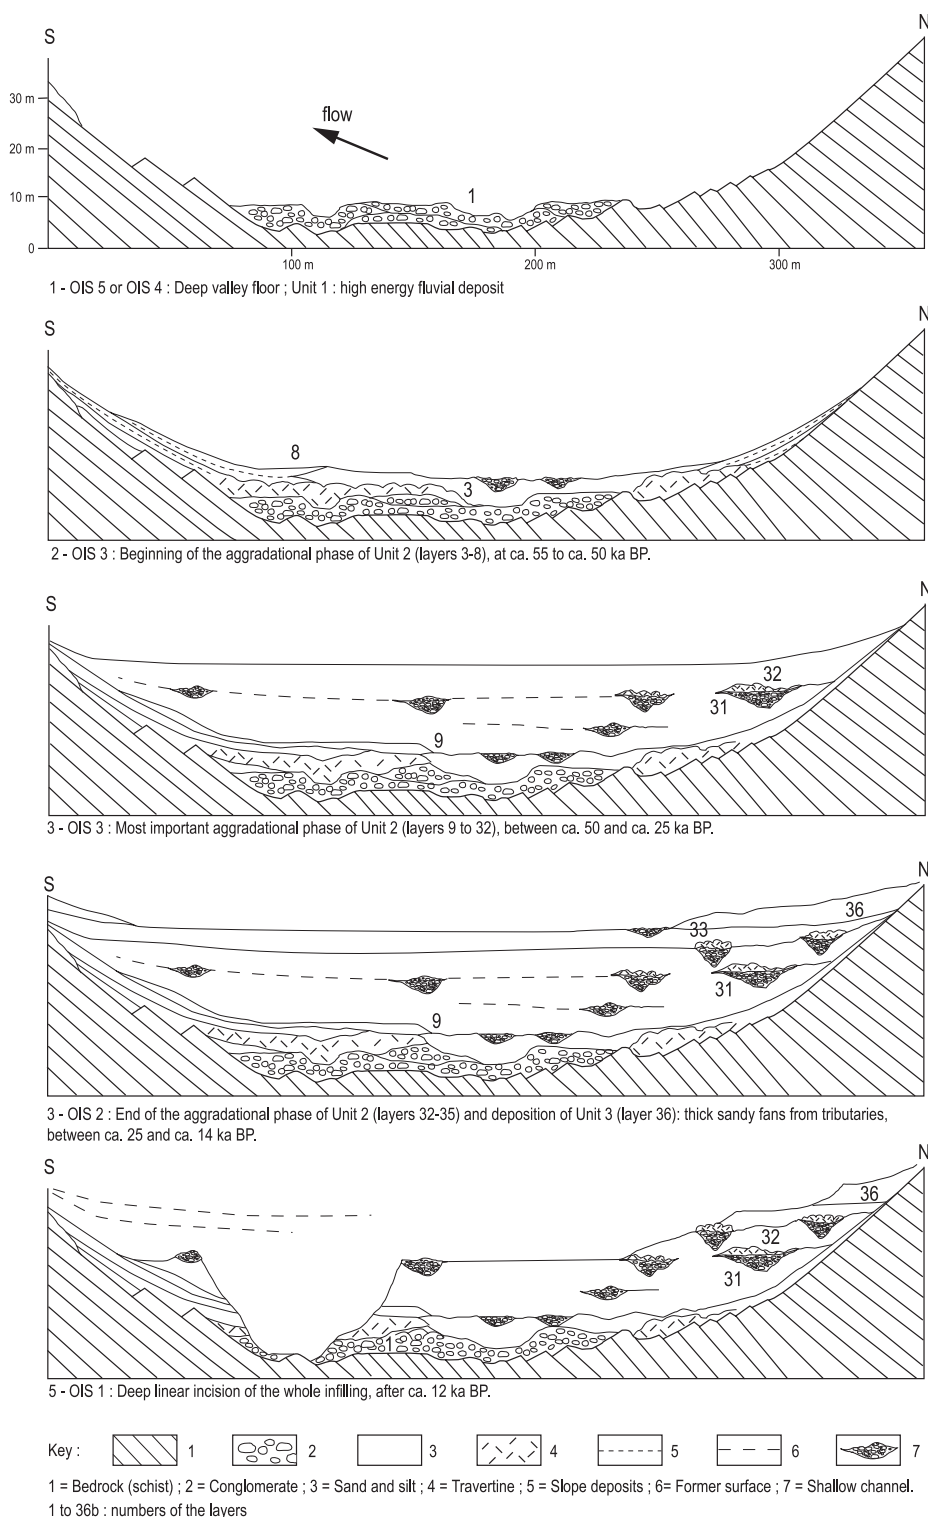 S N
30 m
flow
20 m
10 m
1
0
100 m 200 m 300 m
1 - OIS 5 or OIS 4 : Deep valley floor ; Unit 1 : high energy fluvial deposit
S N
8
3
2 - OIS 3 : Beginning of the aggradational phase of Unit 2 (layers 3-8), at ca. 55 to ca. 50 ka BP.
S N
32
31
9
3 - OIS 3 : Most important aggradational phase of Unit 2 (layers 9 to 32), between ca. 50 and ca. 25 ka BP.
S N
36
33
31
9
3 - OIS 2 : End of the aggradational phase of Unit 2 (layers 32-35) and deposition of Unit 3 (layer 36): thick sandy fans from tributaries,
between ca. 25 and ca. 14 ka BP.
S N
36
32
31
1
5 - OIS 1 : Deep linear incision of the whole infilling, after ca. 12 ka BP.
Key : 1 2 3 4 5 6 7
1 = Bedrock (schist) ; 2 = Conglomerate ; 3 = Sand and silt ; 4 = Travertine ; 5 = Slope deposits ; 6= Former surface ; 7 = Shallow channel.
1 to 36b : numbers of the layers